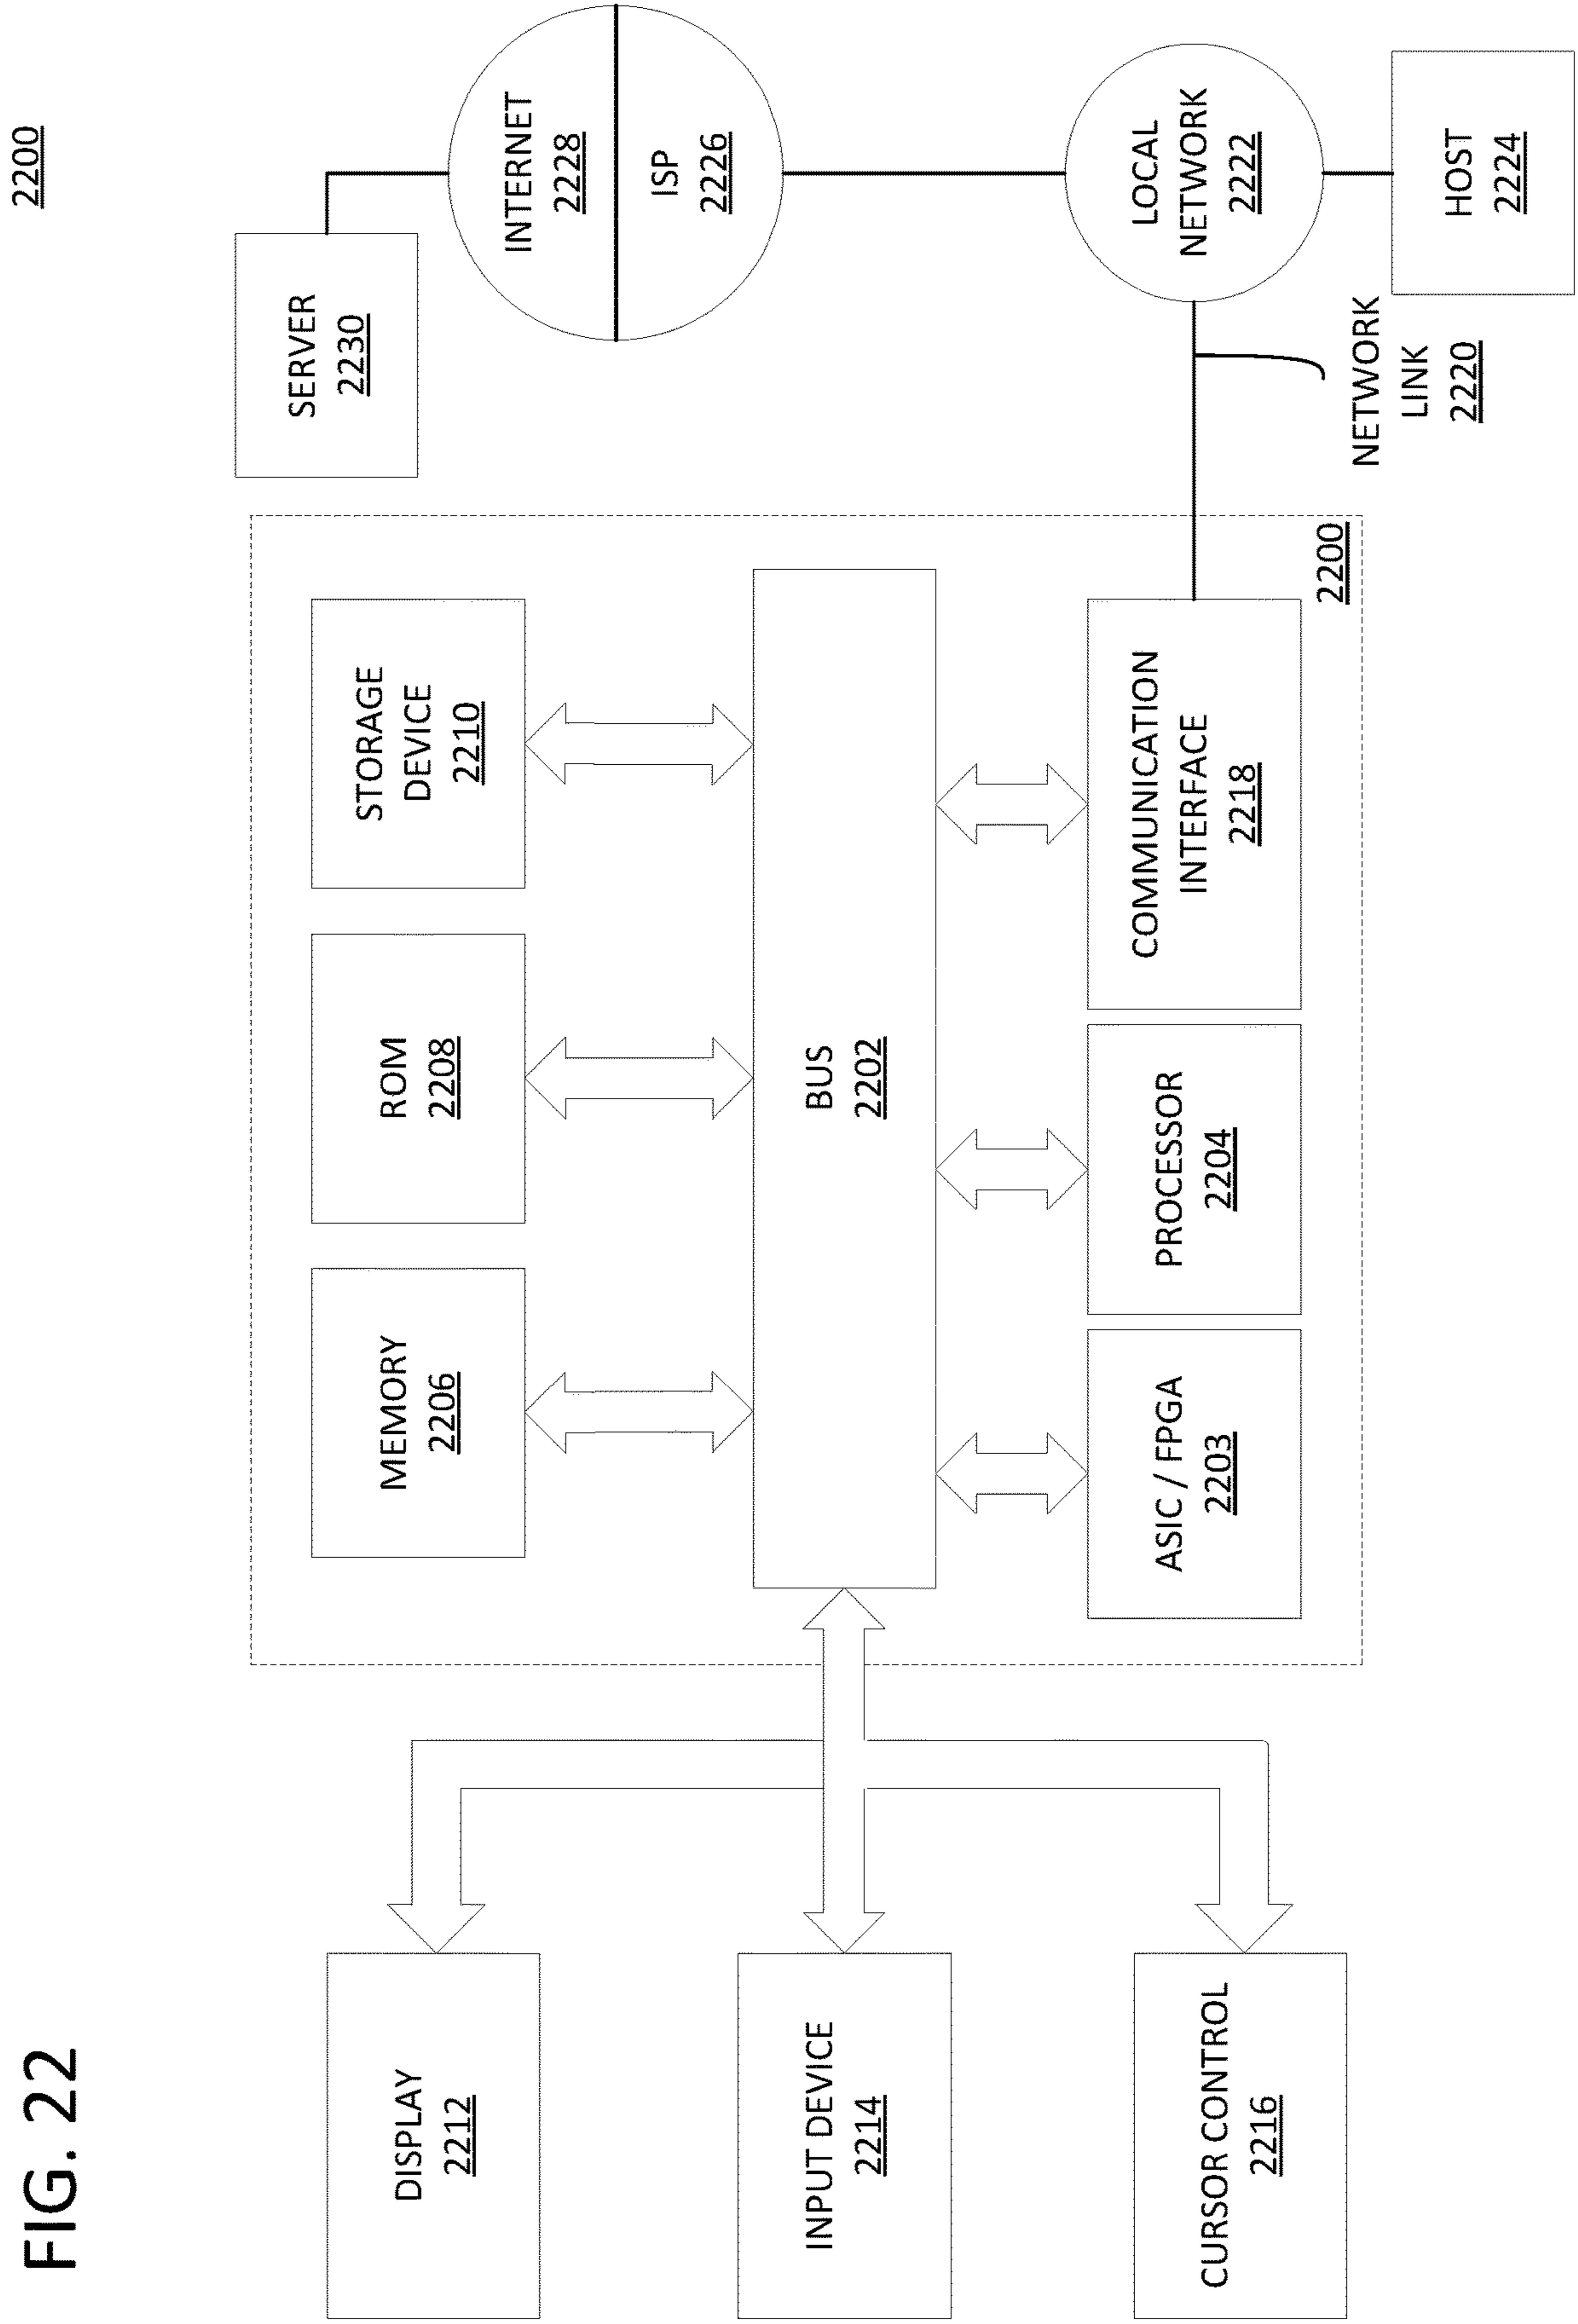 FIG. 22
2200
DISPLAY
2212
INPUT DEVICE
2214
CURSOR CONTROL
2216
MEMORY
2206
ROM
2208
STORAGE
DEVICE
2210
BUS
2202
ASIC / FPGA
2203
PROCESSOR
2204
COMMUNICATION
INTERFACE
2218
2200
SERVER
2230
INTERNET
2228
ISP
2226
LOCAL
NETWORK
2222
NETWORK
LINK
2220
HOST
2224